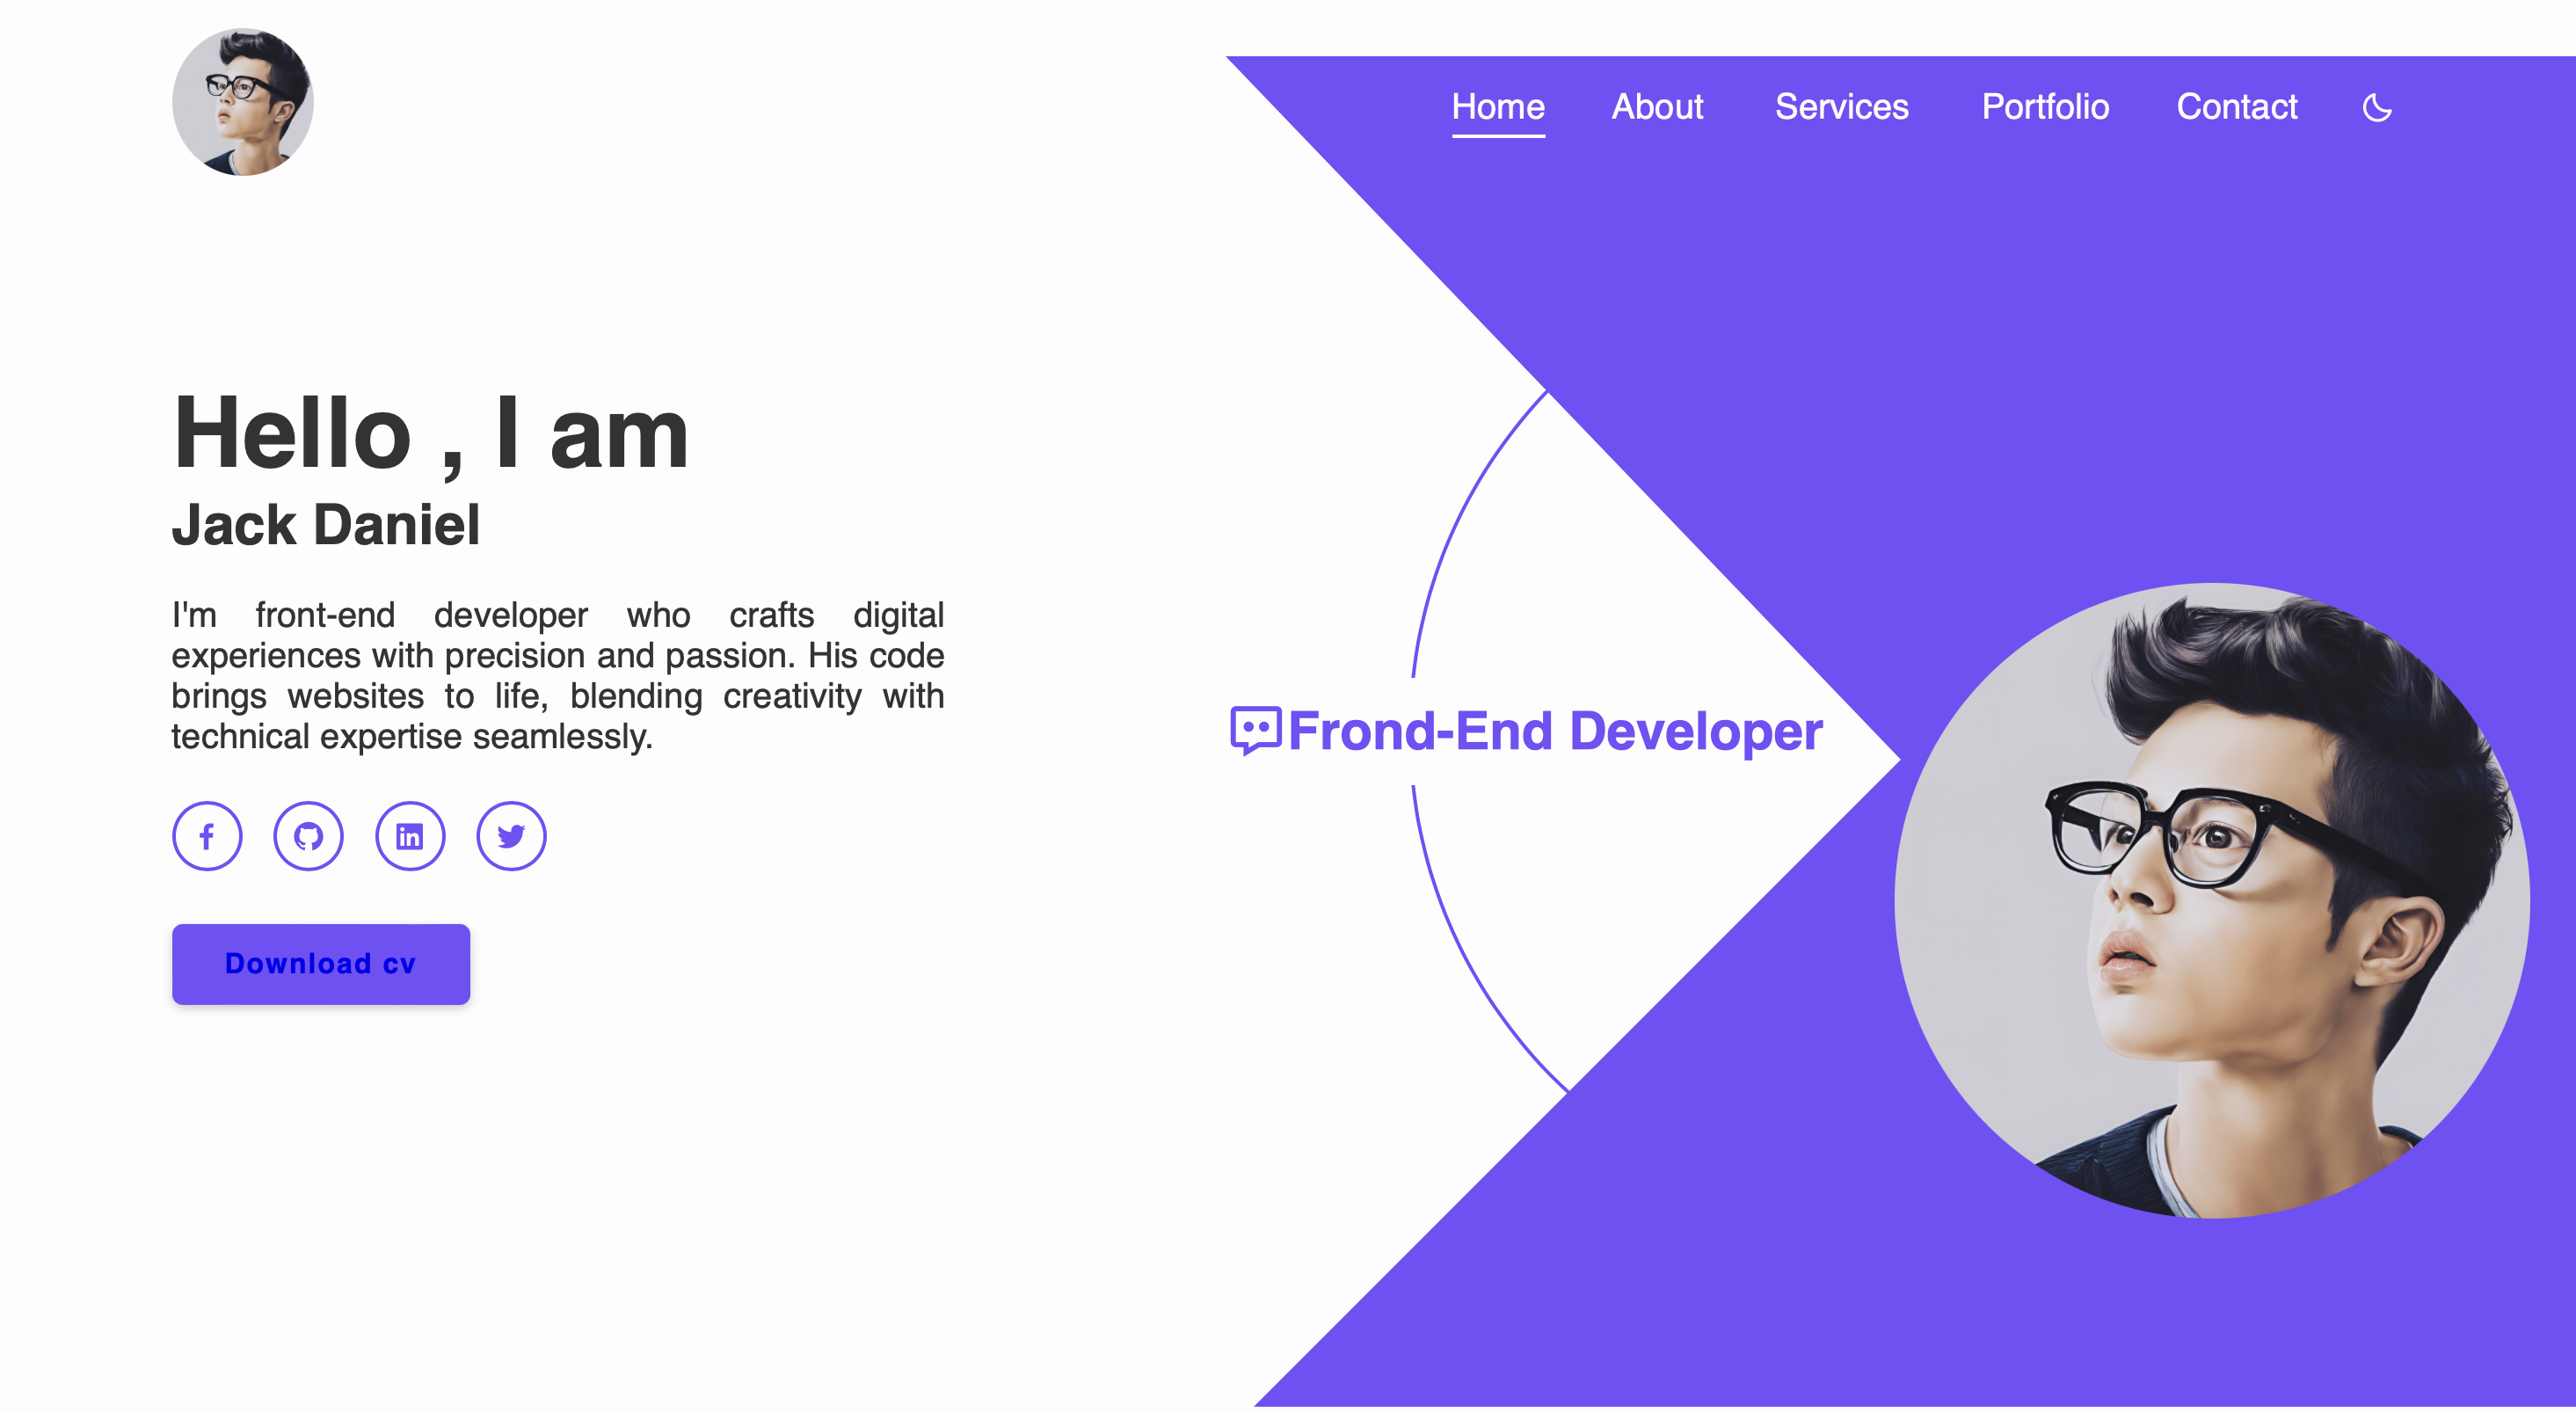 Home About Services Portfolio Contact
Hello , I am
Jack Daniel
I'm front-end developer who crafts digital
experiences with precision and passion. His code
brings websites to life, blending creativity with
technical expertise seamlessly.
Download cv
Frond-End Developer